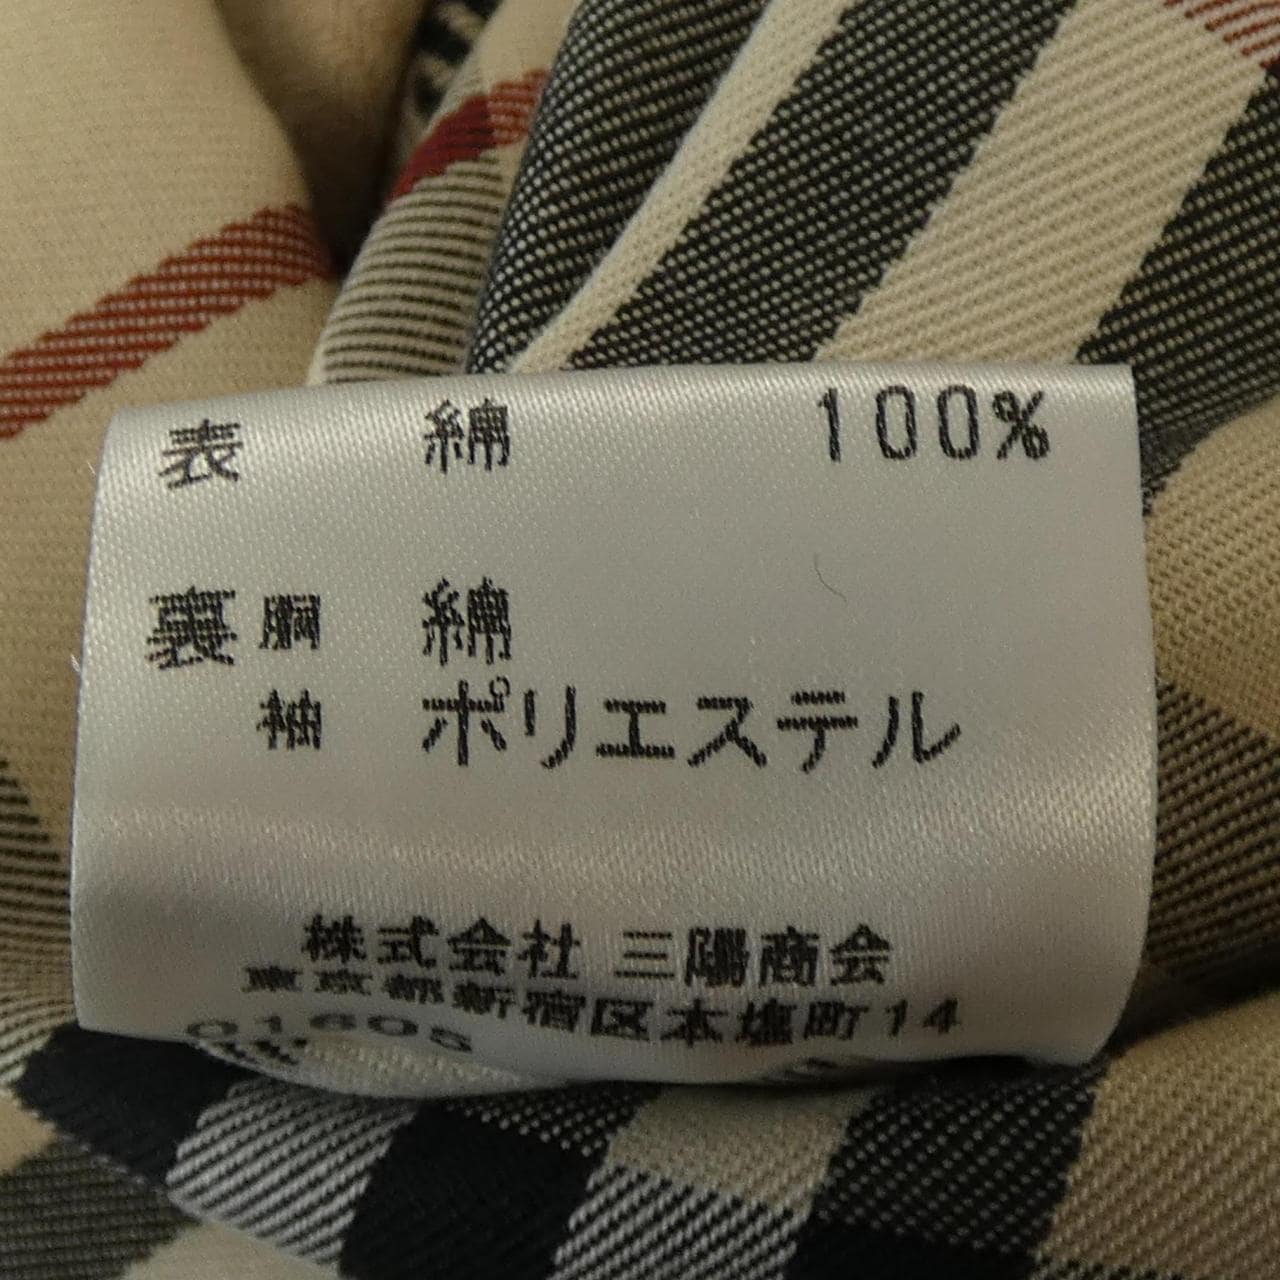 表 綿 100%
裏 胴 綿
袖 ポリエステル
株式会社 三陽商会
東京都新宿区本塩町14
01605